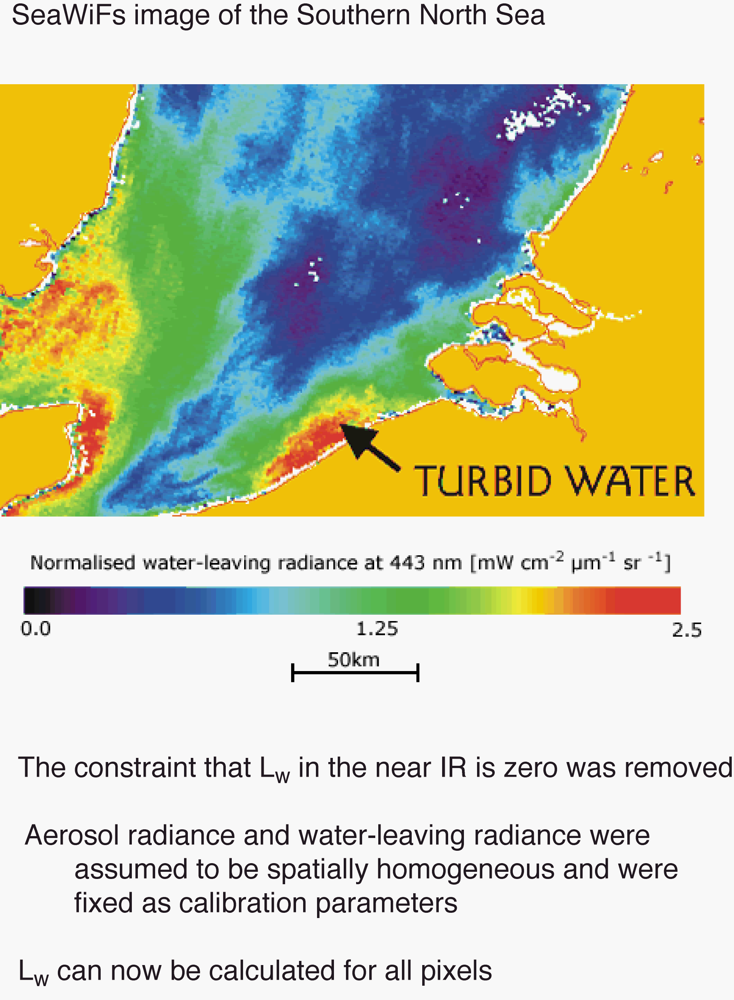 SeaWiFs image of the Southern North Sea
TURBID WATER
Normalised water-leaving radiance at 443 nm [mW cm⁻² µm⁻¹ sr ⁻¹]
0.0 1.25 2.5
50km
The constraint that Lw in the near IR is zero was removed
Aerosol radiance and water-leaving radiance were
assumed to be spatially homogeneous and were
fixed as calibration parameters
Lw can now be calculated for all pixels